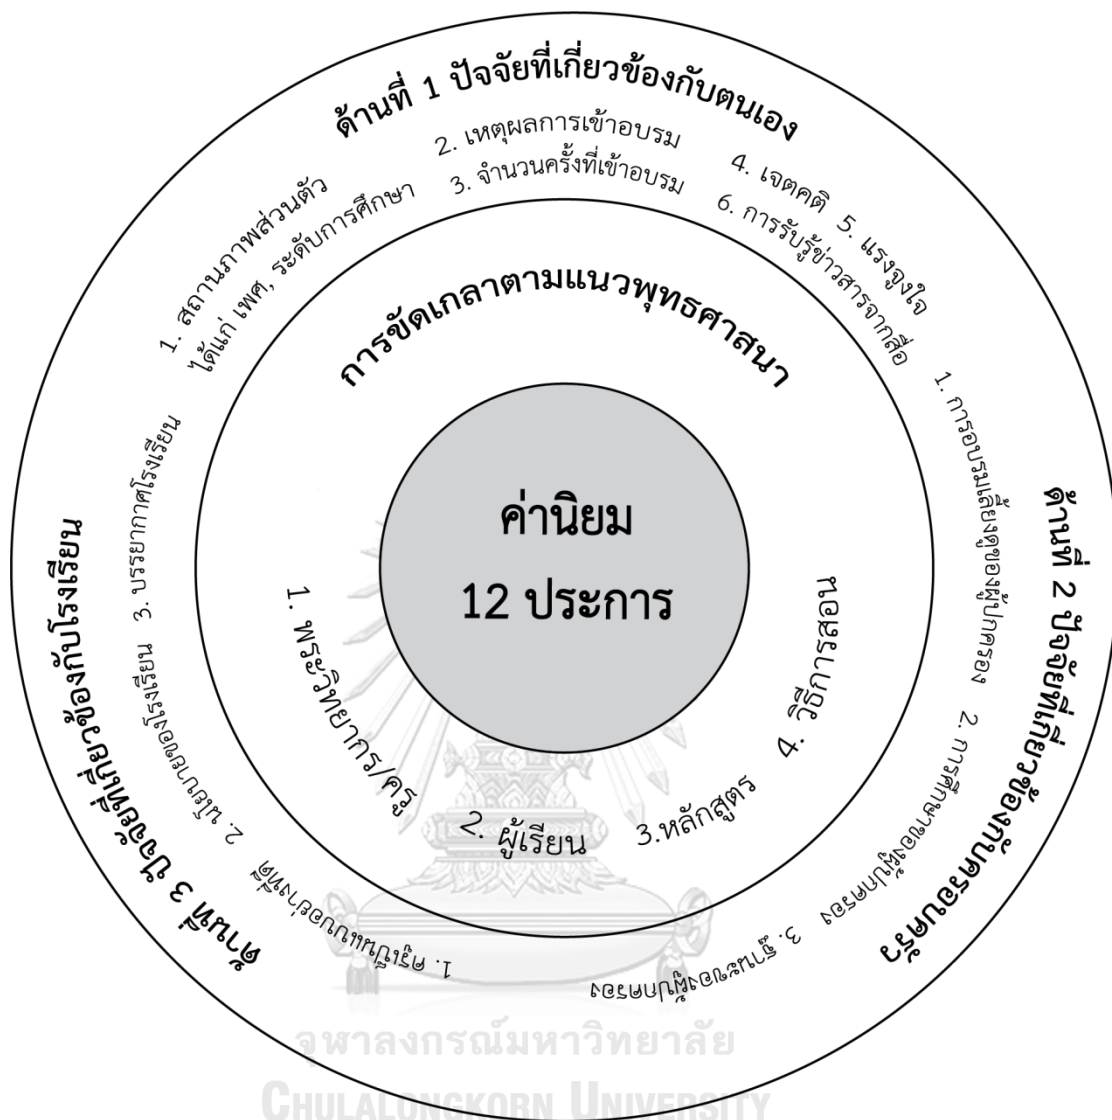 ด้านที่ 1 ปัจจัยที่เกี่ยวข้องกับตนเอง
1. สถานภาพส่วนตัว
ได้แก่ เพศ, ระดับการศึกษา
2. เหตุผลการเข้าอบรม
3. จำนวนครั้งที่เข้าอบรม
4. เจตคติ 5. แรงจูงใจ
6. การรับรู้ข่าวสารจากสื่อ
ด้านที่ 2 ปัจจัยที่เกี่ยวข้องกับครอบครัว
1. การอบรมเลี้ยงดูของผู้ปกครอง
2. การศึกษาของผู้ปกครอง
3. ฐานะของผู้ปกครอง
ด้านที่ 3 ปัจจัยที่เกี่ยวข้องกับโรงเรียน
1. ครูเป็นแบบอย่างที่ดี
2. นโยบายของโรงเรียน
3. บรรยากาศโรงเรียน
การขัดเกลาตามแนวพุทธศาสนา
1. พระวิทยากร/ครู
2. ผู้เรียน
3.หลักสูตร
4. วิธีการสอน
ค่านิยม
12 ประการ
จุฬาลงกรณ์มหาวิทยาลัย
CHULALONGKORN UNIVERSITY